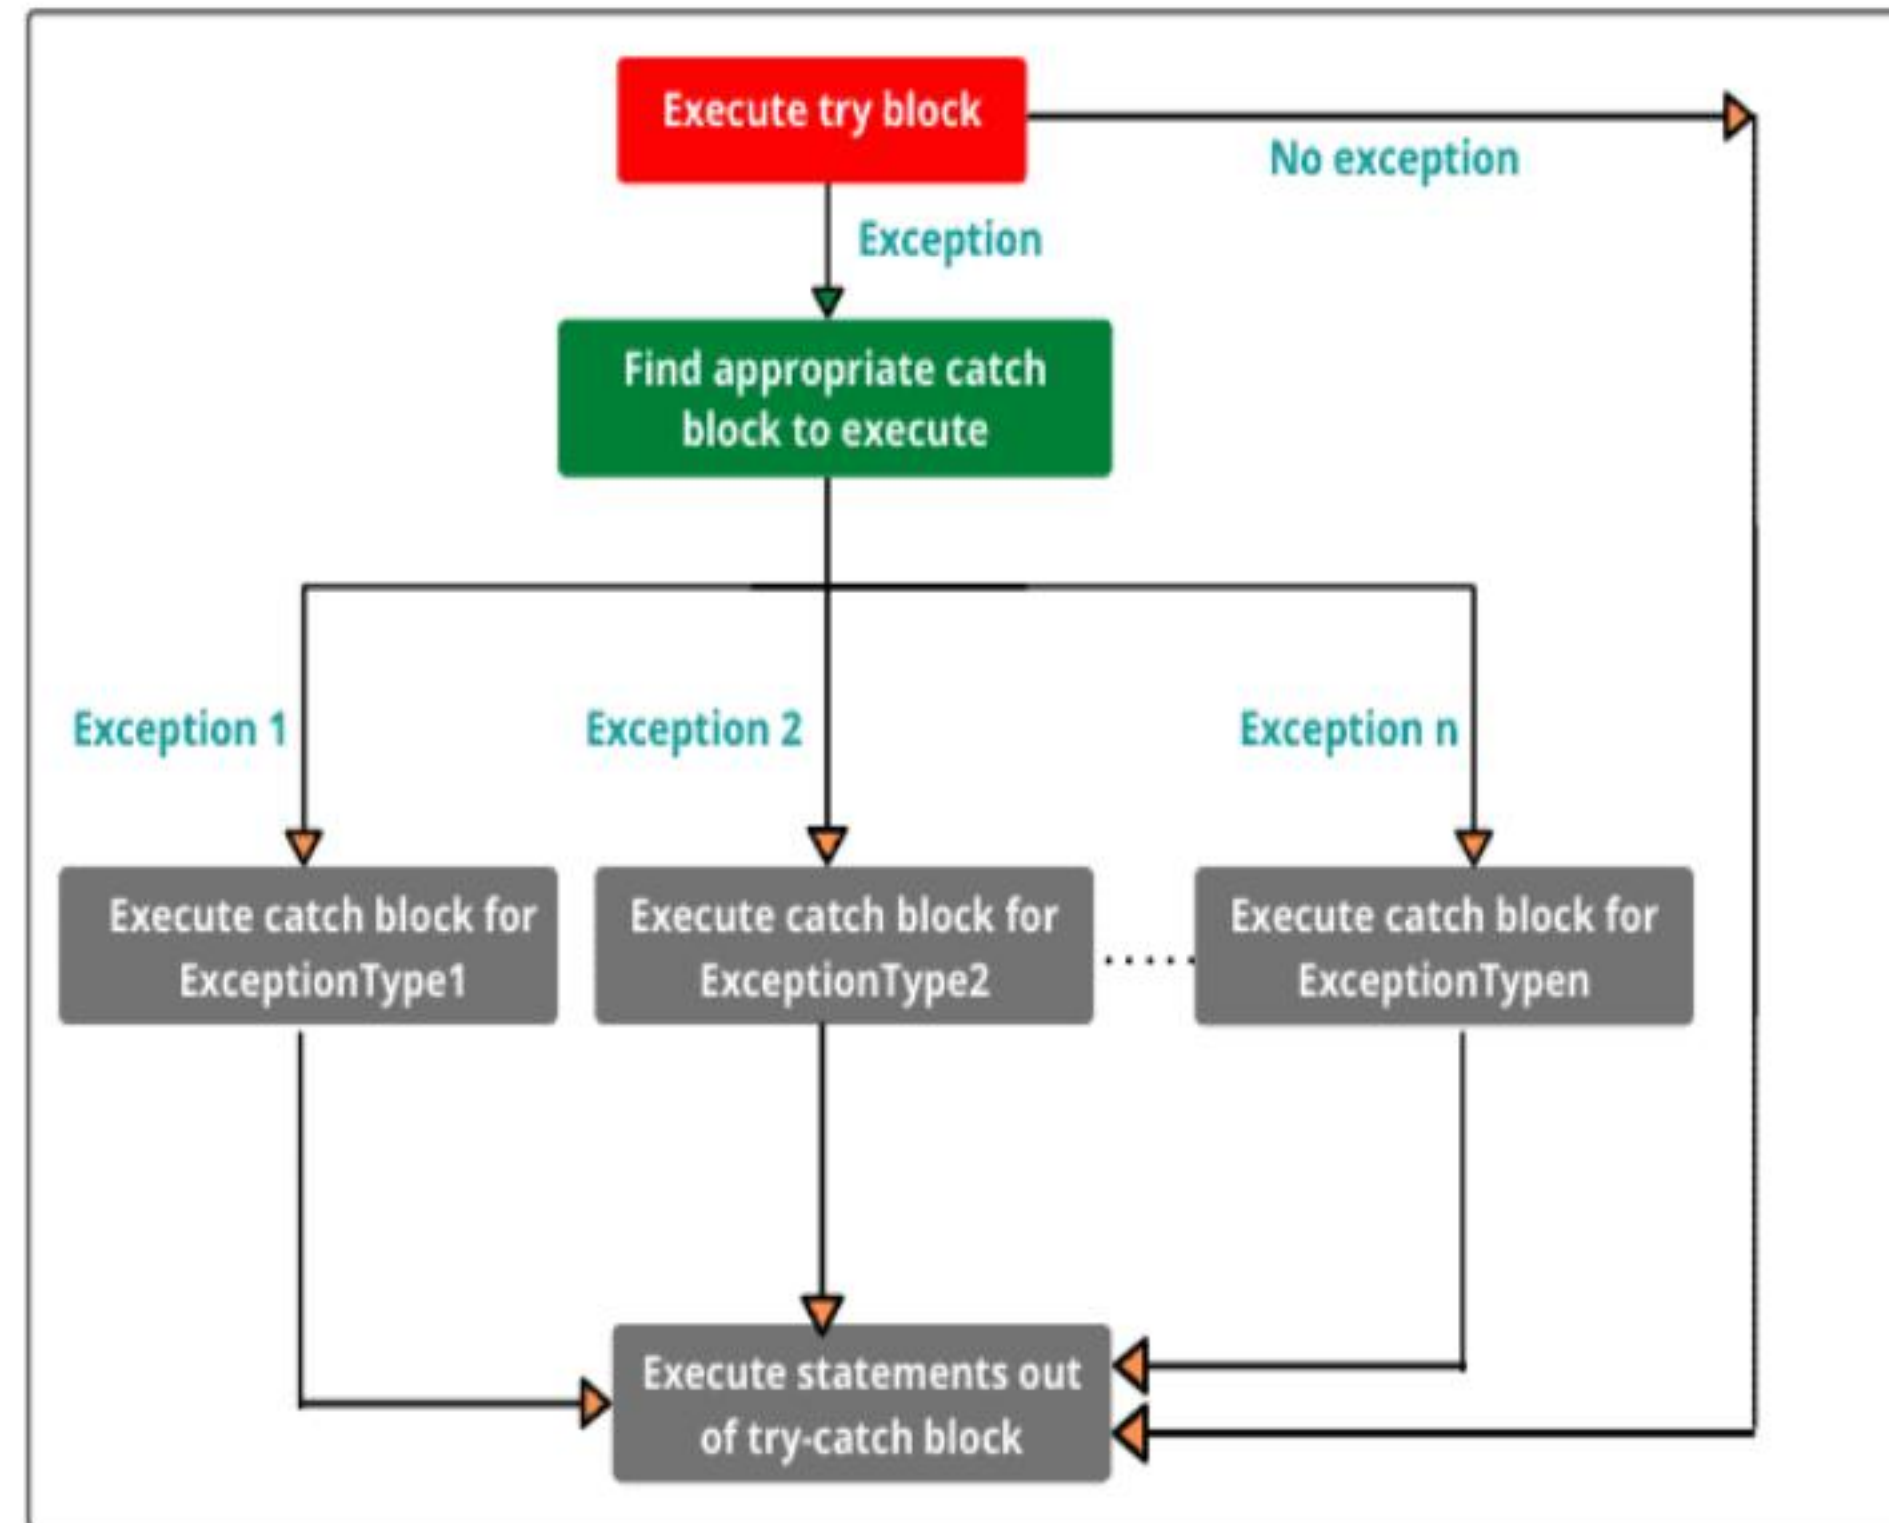 Execute try block
No exception
Exception
Find appropriate catch
block to execute
Exception 1
Exception 2
Exception n
Execute catch block for
ExceptionType1
Execute catch block for
ExceptionType2
Execute catch block for
ExceptionTypen
Execute statements out
of try-catch block